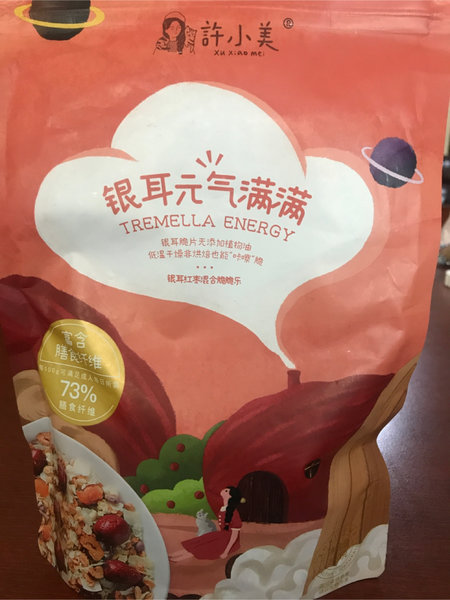 許小美®
XU XIAO MEI
银耳元气满满
TREMELLA ENERGY
银耳脆片无添加植物油
低温干燥非烘焙也能“咔嚓”脆
银耳红枣混合脆脆乐
富含
膳食纤维
73%
膳食纤维